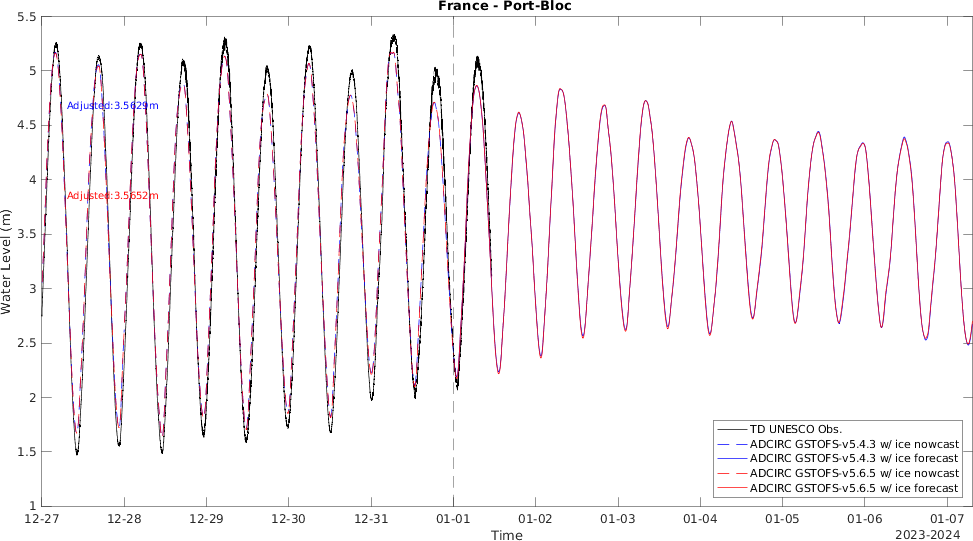 France - Port-Bloc
Water Level (m)
5.5
5
4.5
4
3.5
3
2.5
2
1.5
1
Adjusted:3.5629m
Adjusted:3.5652m
TD UNESCO Obs.
ADCIRC GSTOFS-v5.4.3 w/ ice nowcast
ADCIRC GSTOFS-v5.4.3 w/ ice forecast
ADCIRC GSTOFS-v5.6.5 w/ ice nowcast
ADCIRC GSTOFS-v5.6.5 w/ ice forecast
12-27 12-28 12-29 12-30 12-31 01-01 01-02 01-03 01-04 01-05 01-06 01-07
Time
2023-2024